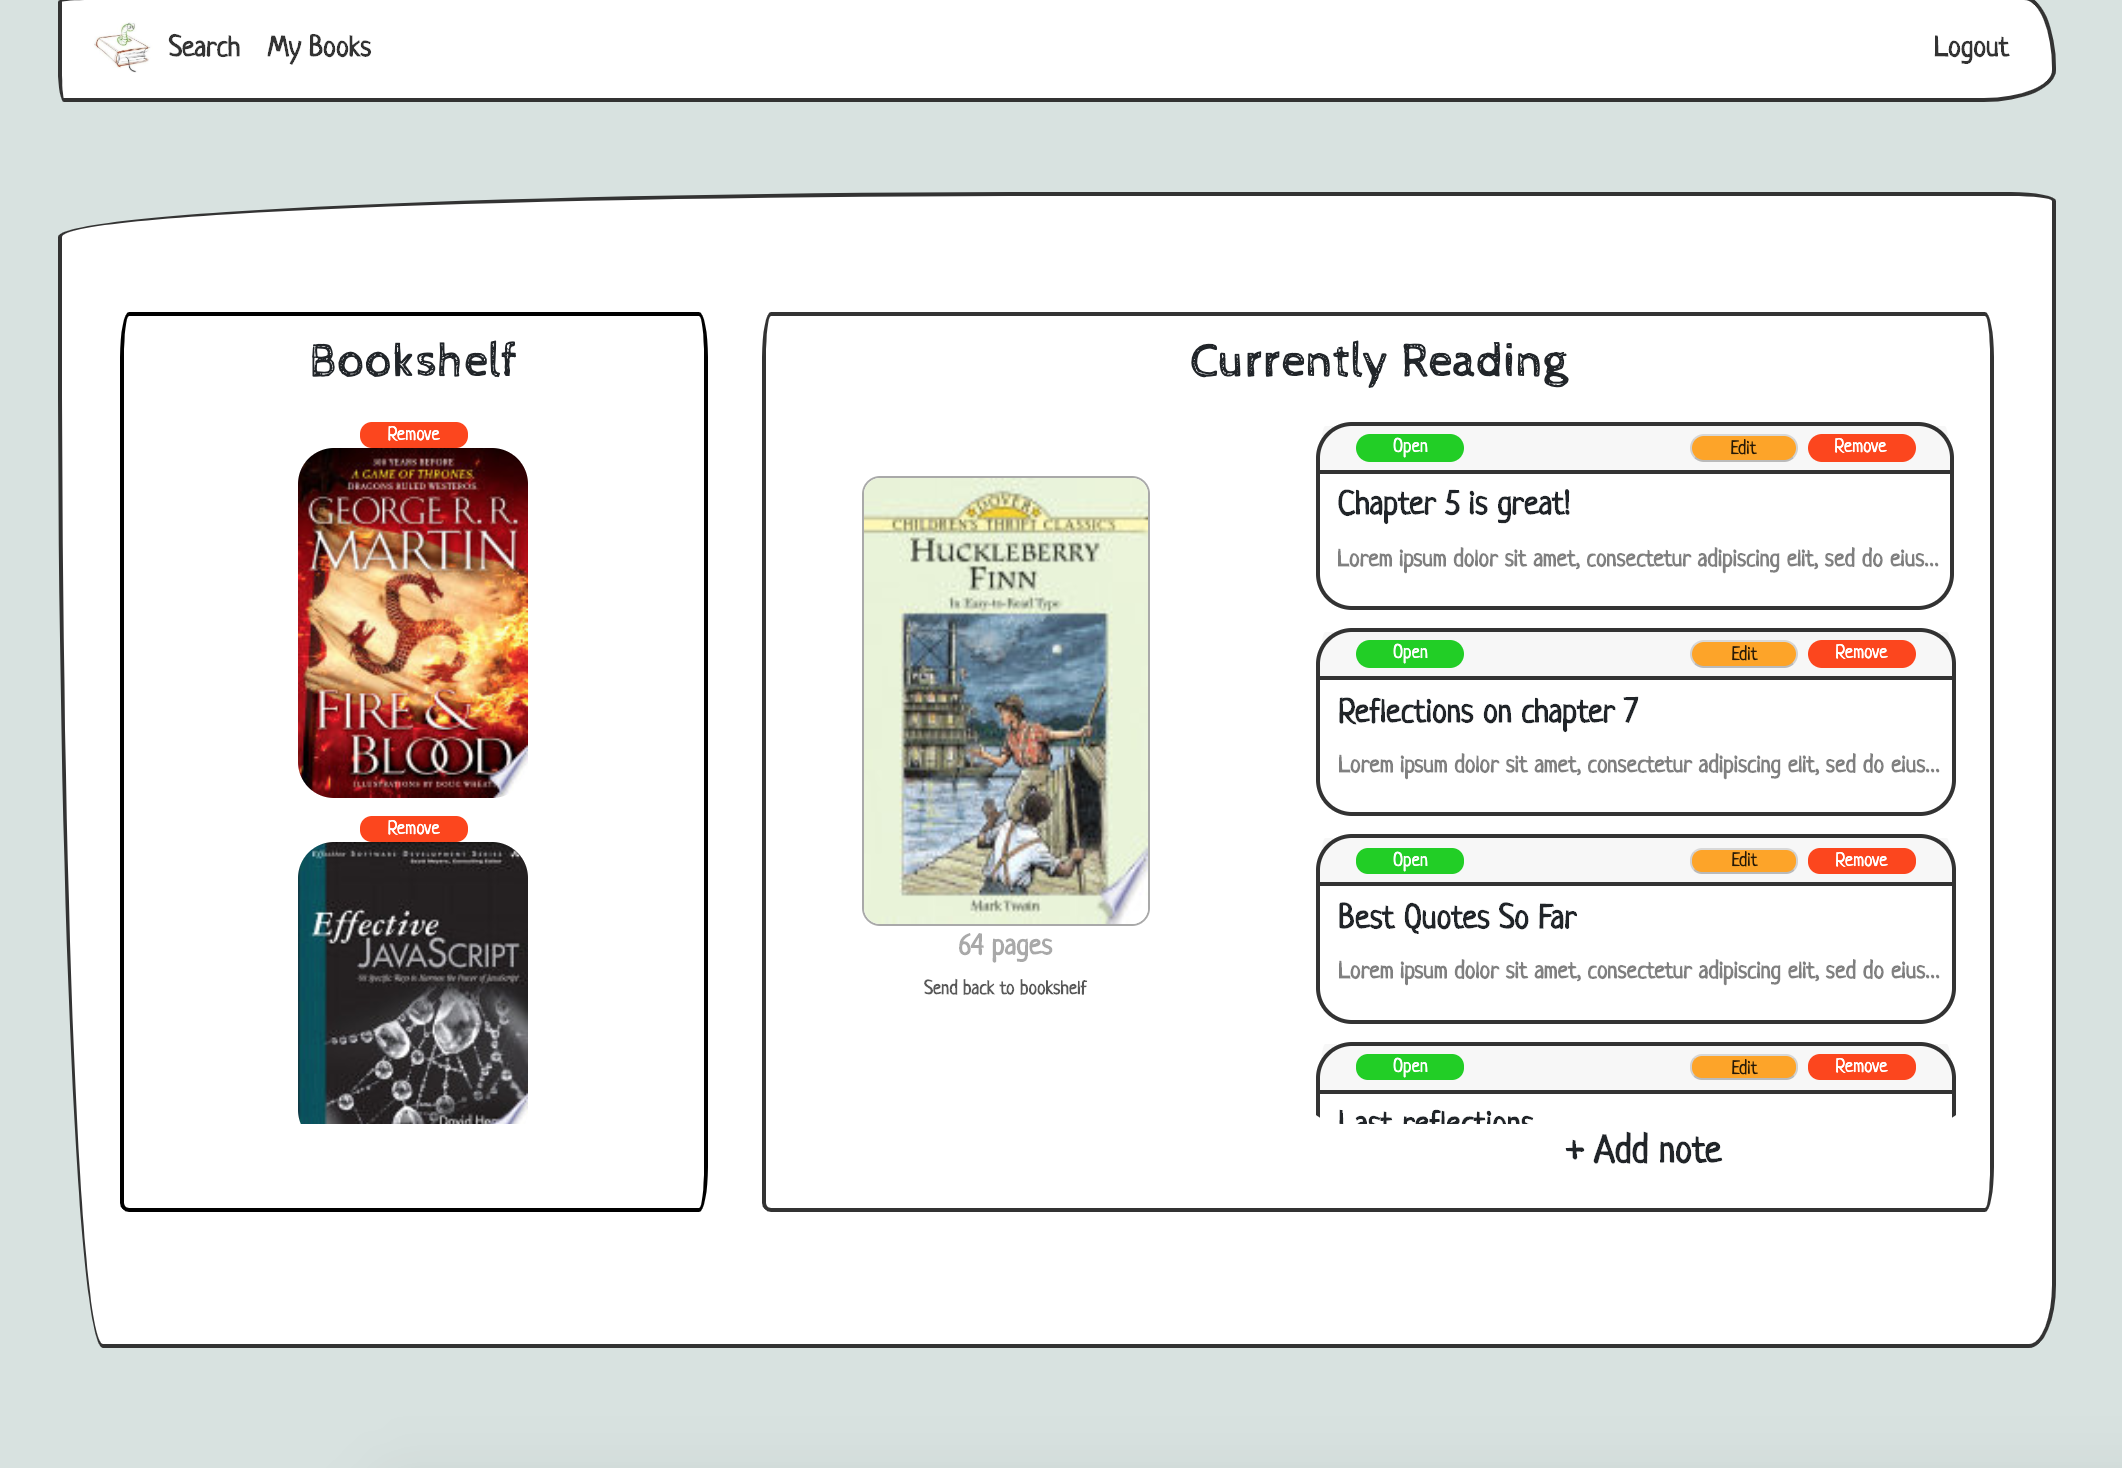 Search My Books Logout
Bookshelf
Remove
300 YEARS BEFORE
A GAME OF THRONES,
DRAGONS RULED WESTEROS
GEORGE R. R.
MARTIN
FIRE &
BLOOD
ILLUSTRATIONS BY DOUG WHEAT
Remove
Effective SOFTWARE DEVELOPMENT SERIES
Scott Meyers, Consulting Editor
Effective
JAVASCRIPT
68 Specific Ways to Harness the Power of JavaScript
David Her
Currently Reading
DOVER
CHILDREN'S THRIFT CLASSICS
HUCKLEBERRY
FINN
In Easy-to-Read Type
Mark Twain
64 pages
Send back to bookshelf
Open Edit Remove
Chapter 5 is great!
Lorem ipsum dolor sit amet, consectetur adipiscing elit, sed do eius...
Open Edit Remove
Reflections on chapter 7
Lorem ipsum dolor sit amet, consectetur adipiscing elit, sed do eius...
Open Edit Remove
Best Quotes So Far
Lorem ipsum dolor sit amet, consectetur adipiscing elit, sed do eius...
Open Edit Remove
Last reflections
+ Add note